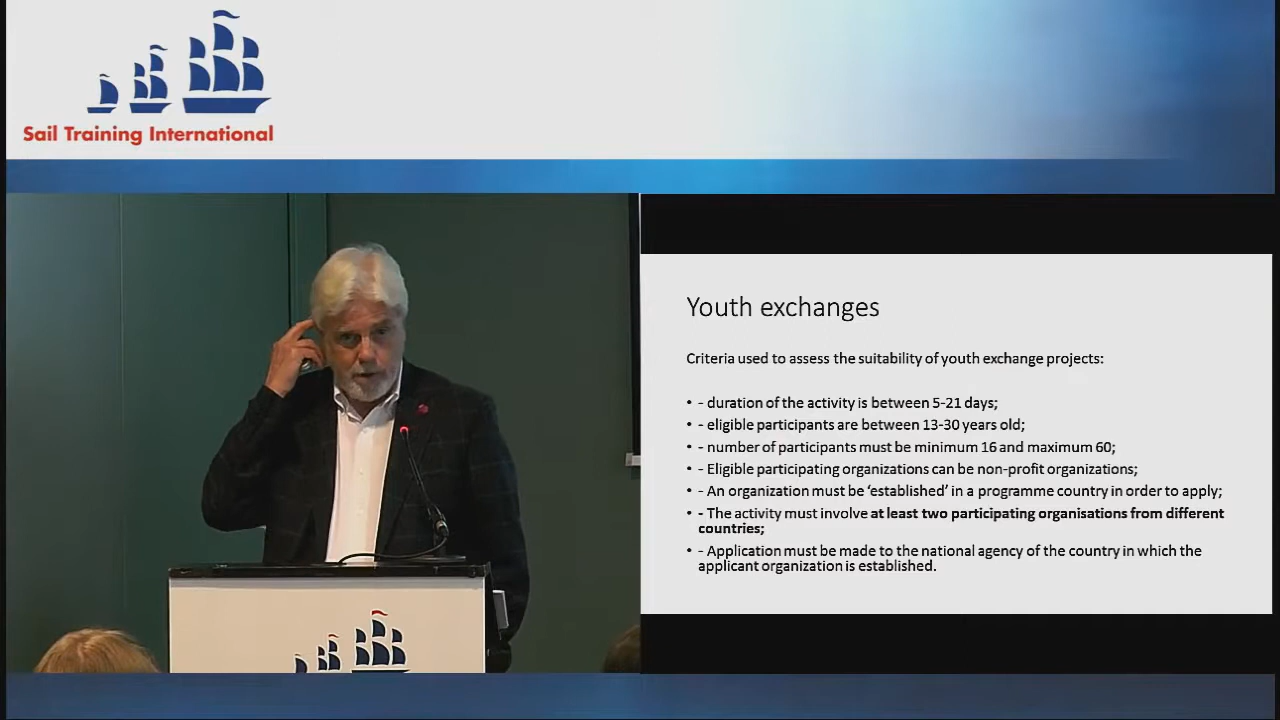 Sail Training International
Youth exchanges
Criteria used to assess the suitability of youth exchange projects:
• - duration of the activity is between 5-21 days;
• - eligible participants are between 13-30 years old;
• - number of participants must be minimum 16 and maximum 60;
• - Eligible participating organizations can be non-profit organizations;
• - An organization must be ‘established’ in a programme country in order to apply;
• - The activity must involve at least two participating organisations from different
countries;
• - Application must be made to the national agency of the country in which the
applicant organization is established.